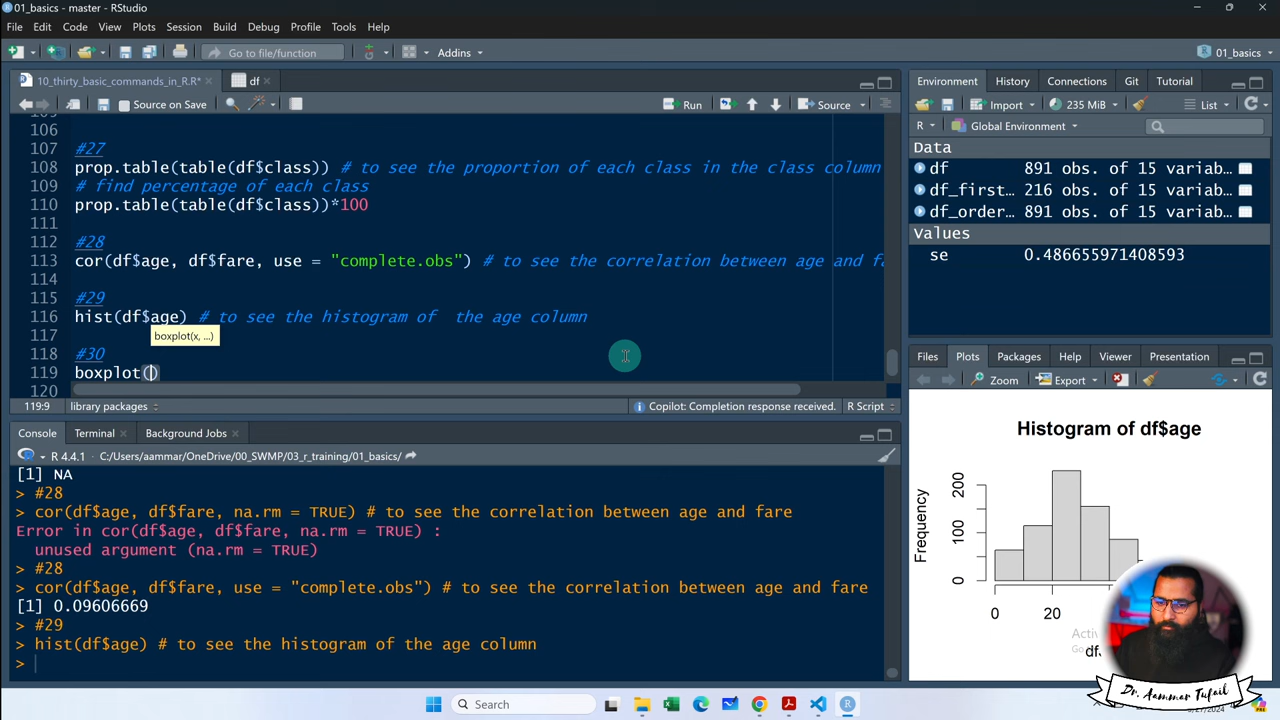 01_basics - master - RStudio
File Edit Code View Plots Session Build Debug Profile Tools Help
Go to file/function Addins 01_basics
10_thirty_basic_commands_in_R.R* df
Source on Save Run Source
106
107 #27
108 prop.table(table(df$class)) # to see the proportion of each class in the class column
109 # find percentage of each class
110 prop.table(table(df$class))*100
111
112 #28
113 cor(df$age, df$fare, use = "complete.obs") # to see the correlation between age and fa
114
115 #29
116 hist(df$age) # to see the histogram of  the age column
117 boxplot(x, ...)
118 #30
119 boxplot()
120
119:9 library packages Copilot: Completion response received. R Script
Console Terminal Background Jobs
R 4.4.1 · C:/Users/aammar/OneDrive/00_SWMP/03_r_training/01_basics/
[1] NA
> #28
> cor(df$age, df$fare, na.rm = TRUE) # to see the correlation between age and fare
Error in cor(df$age, df$fare, na.rm = TRUE) :
  unused argument (na.rm = TRUE)
> #28
> cor(df$age, df$fare, use = "complete.obs") # to see the correlation between age and fare
[1] 0.09606669
> #29
> hist(df$age) # to see the histogram of the age column
>
Environment History Connections Git Tutorial
Import 235 MiB List
R Global Environment
Data
df 891 obs. of 15 variab…
df_first… 216 obs. of 15 variab…
df_order… 891 obs. of 15 variab…
Values
se 0.486655971408593
Files Plots Packages Help Viewer Presentation
Zoom Export
Histogram of df$age
Frequency
200
100
0
0 20
Dr. Aammar Tufail
Search